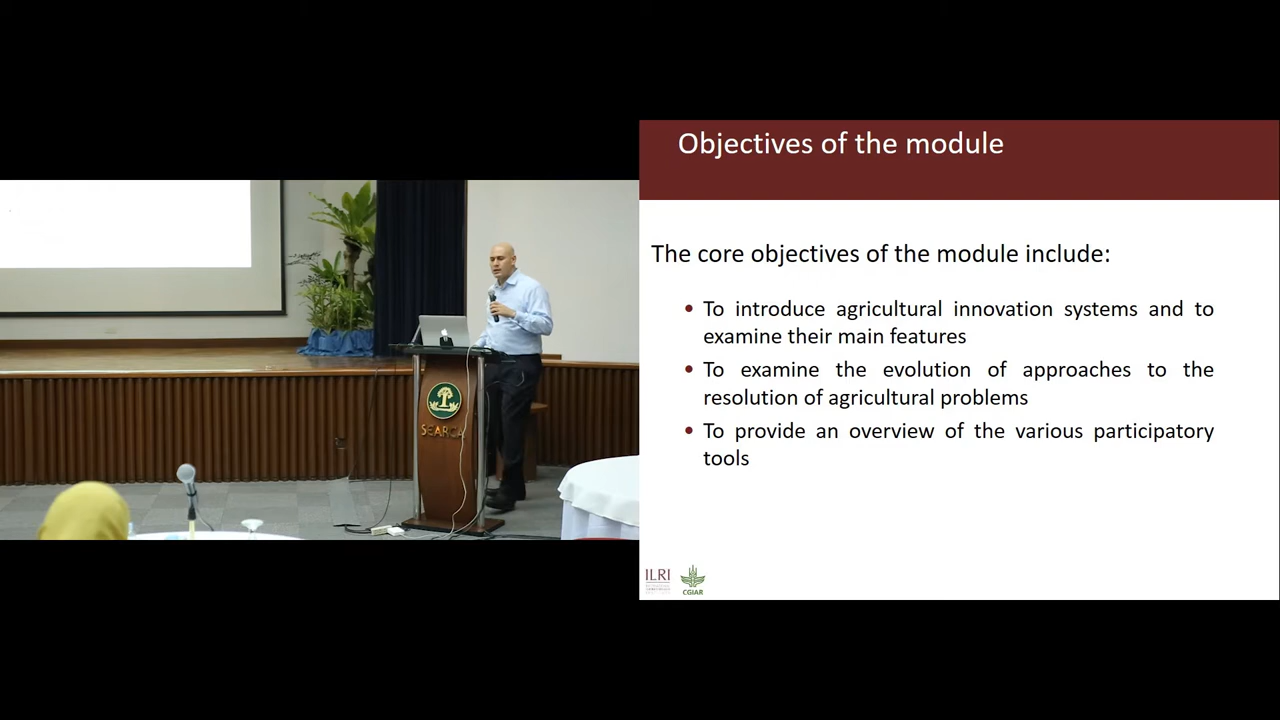 SEARCA
Objectives of the module
The core objectives of the module include:
• To introduce agricultural innovation systems and to
examine their main features
• To examine the evolution of approaches to the
resolution of agricultural problems
• To provide an overview of the various participatory
tools
ILRI
CGIAR